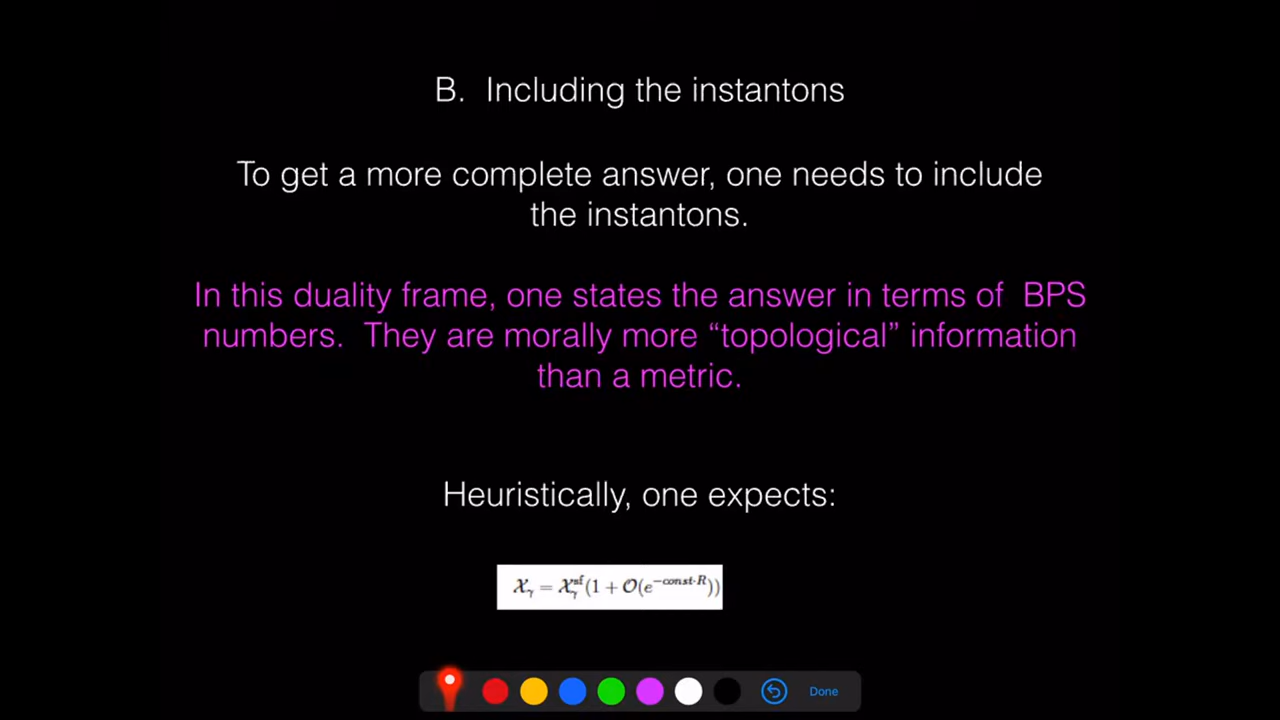 B.  Including the instantons
To get a more complete answer, one needs to include
the instantons.
In this duality frame, one states the answer in terms of  BPS
numbers.  They are morally more “topological” information
than a metric.
Heuristically, one expects:
𝒳_γ = 𝒳_γ^sf (1 + 𝒪(e^{−const·R}))
Done